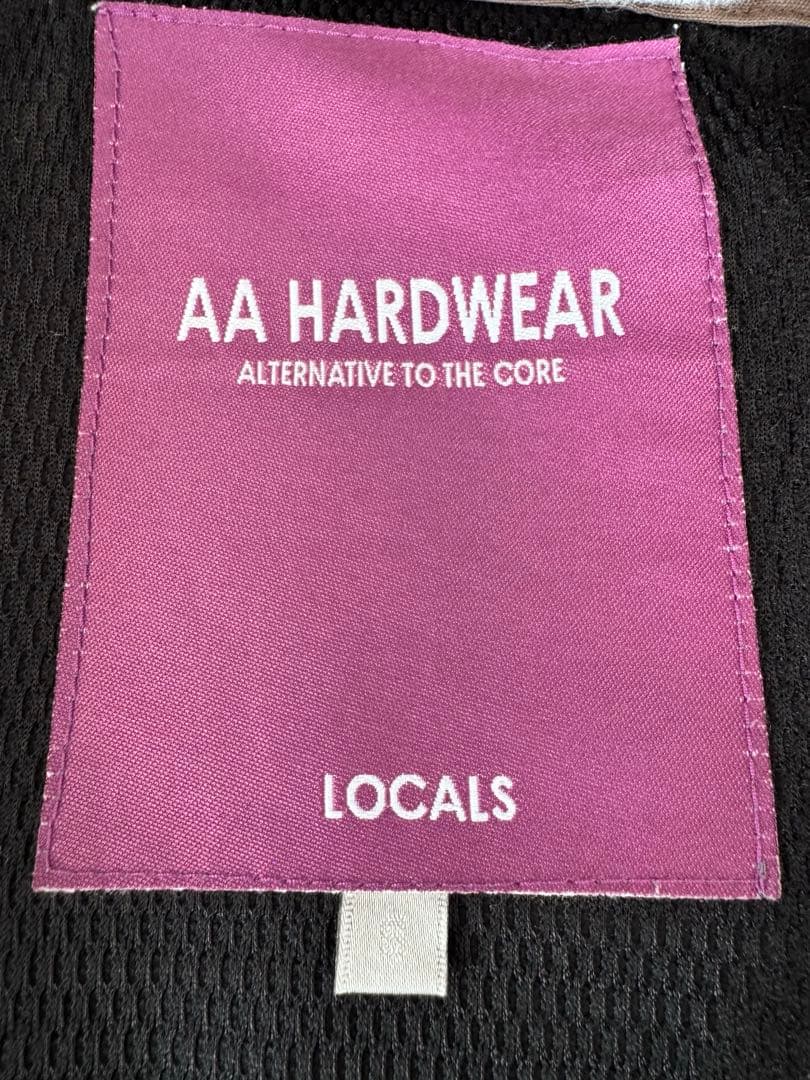 AA HARDWEAR
ALTERNATIVE TO THE CORE
LOCALS